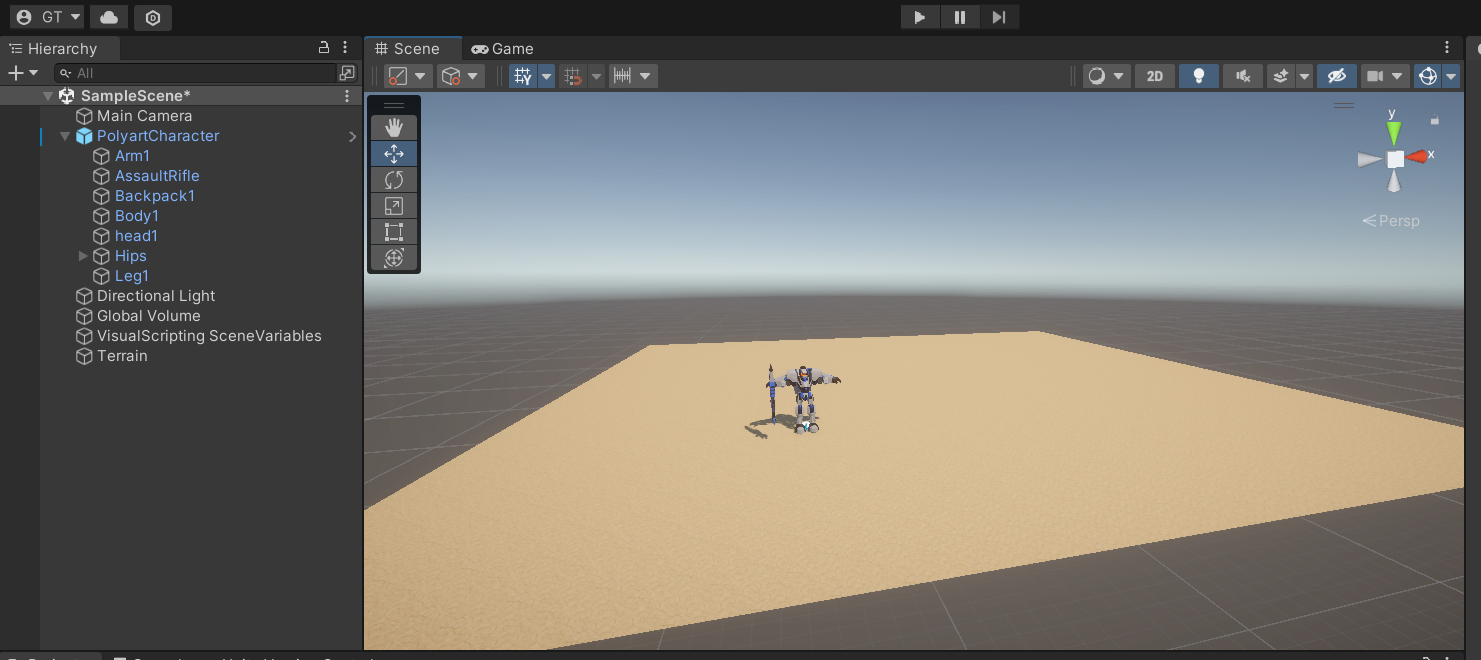 GT
Hierarchy
All
SampleScene*
Main Camera
PolyartCharacter
Arm1
AssaultRifle
Backpack1
Body1
head1
Hips
Leg1
Directional Light
Global Volume
VisualScripting SceneVariables
Terrain
Scene Game
2D
y
x
Persp